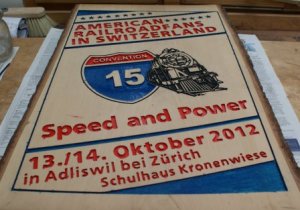 AMERICAN-
RAILROADFANS
IN SWITZERLAND
CONVENTION
15
Speed and Power
13./14. Oktober 2012
in Adliswil bei Zürich
Schulhaus Kronenwiese